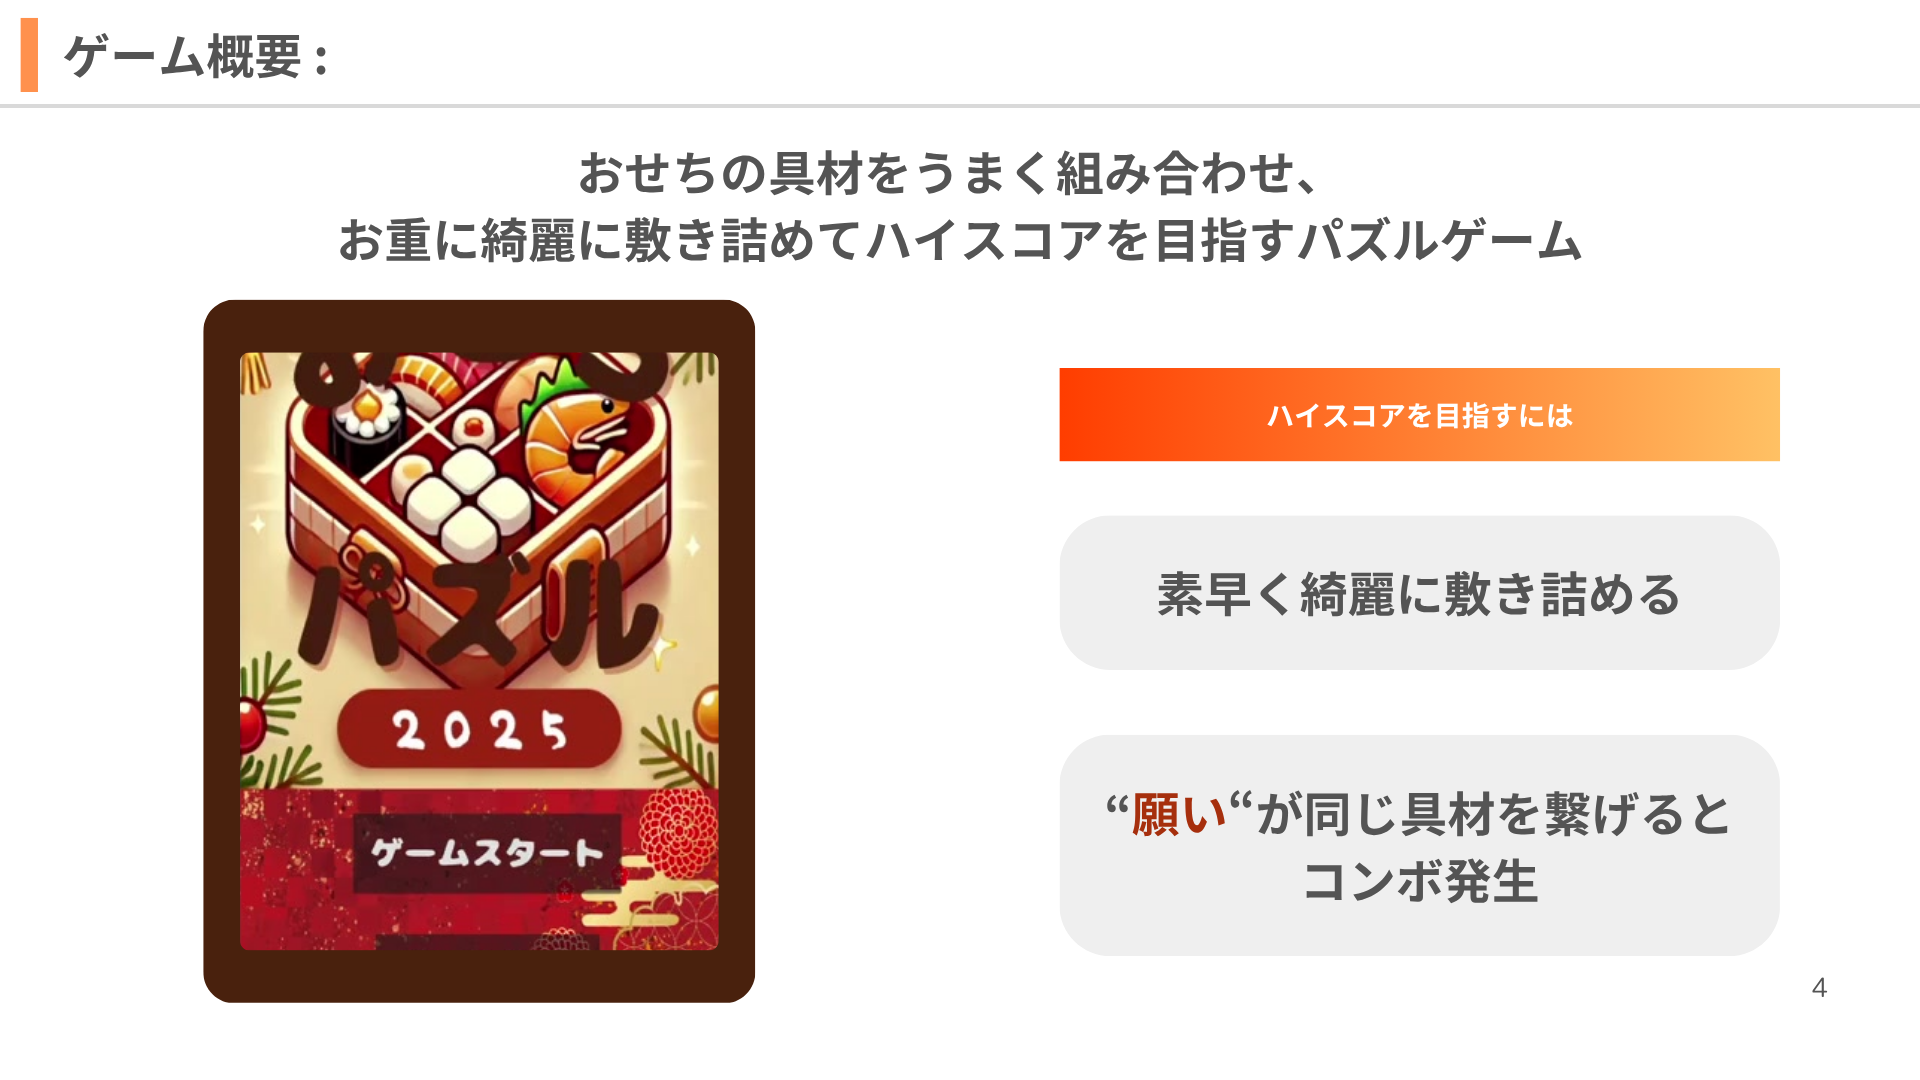 ゲーム概要 :
おせちの具材をうまく組み合わせ、
お重に綺麗に敷き詰めてハイスコアを目指すパズルゲーム
パズル
2025
ゲームスタート
ハイスコアを目指すには
素早く綺麗に敷き詰める
“願い“が同じ具材を繋げると
コンボ発生
4